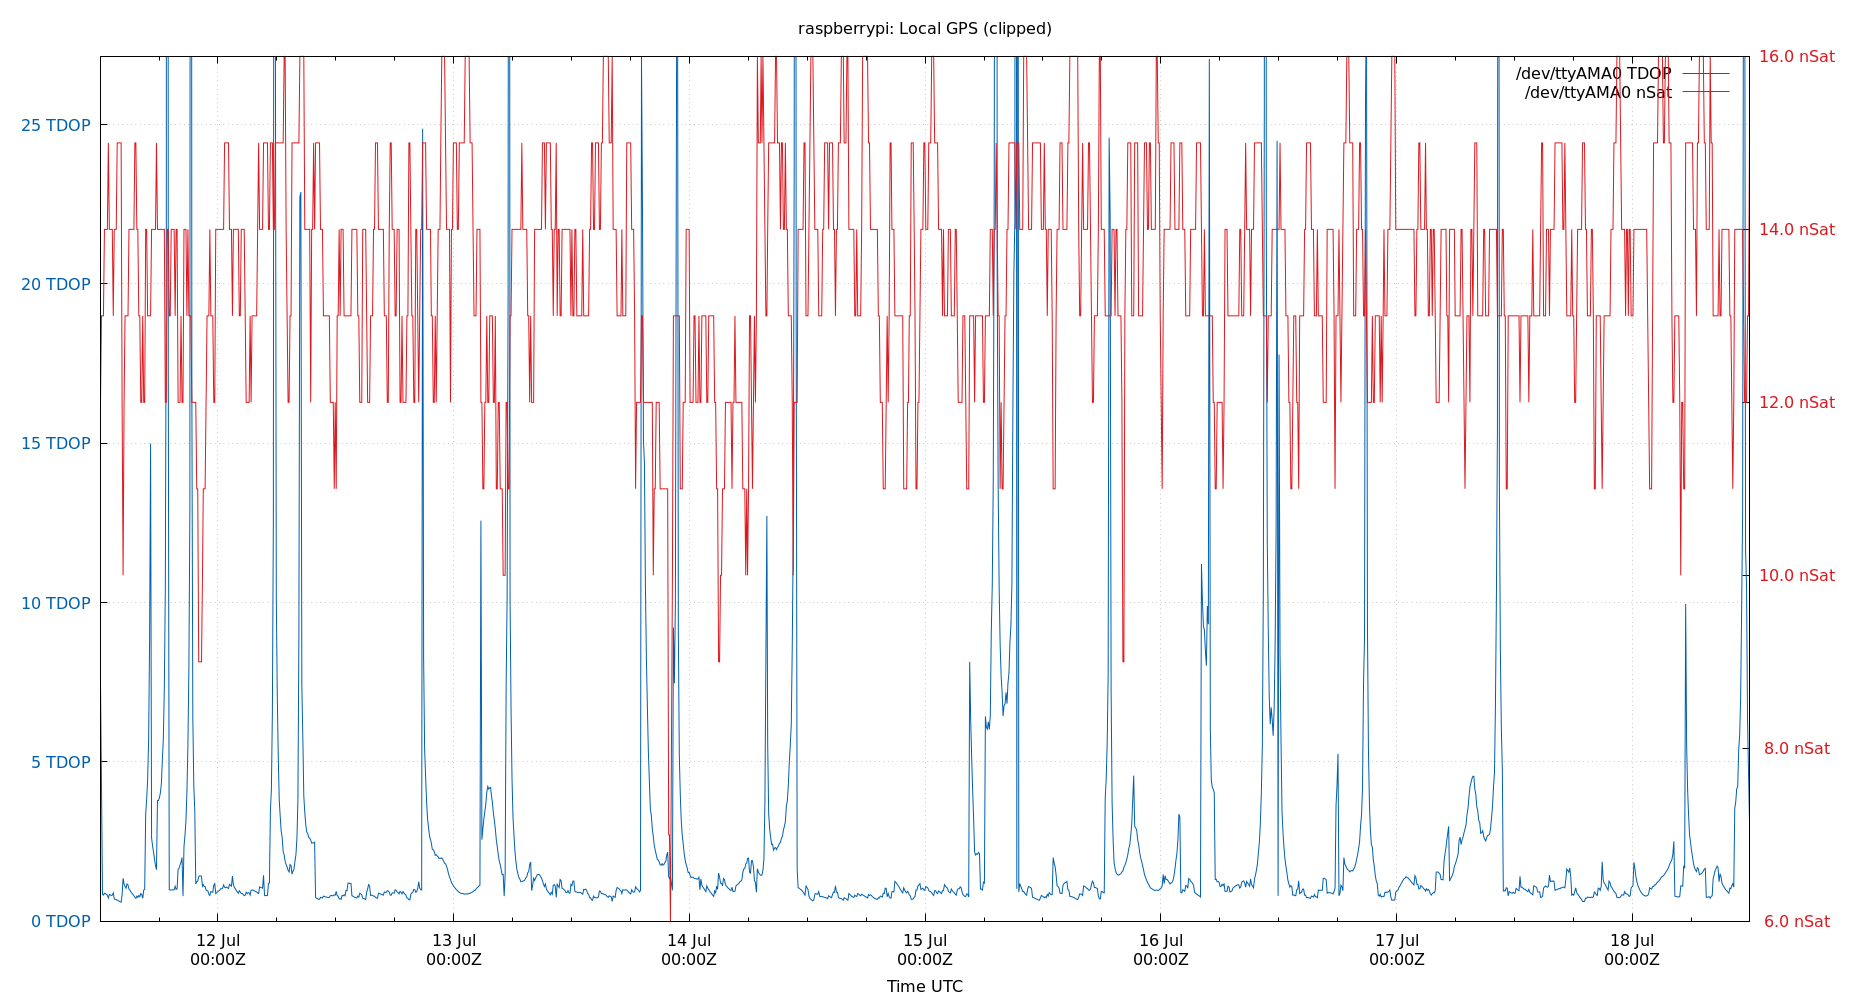 raspberrypi: Local GPS (clipped)
16.0 nSat
/dev/ttyAMA0 TDOP
/dev/ttyAMA0 nSat
25 TDOP
14.0 nSat
20 TDOP
12.0 nSat
15 TDOP
10.0 nSat
10 TDOP
8.0 nSat
5 TDOP
0 TDOP
6.0 nSat
12 Jul 13 Jul 14 Jul 15 Jul 16 Jul 17 Jul 18 Jul
00:00Z 00:00Z 00:00Z 00:00Z 00:00Z 00:00Z 00:00Z
Time UTC